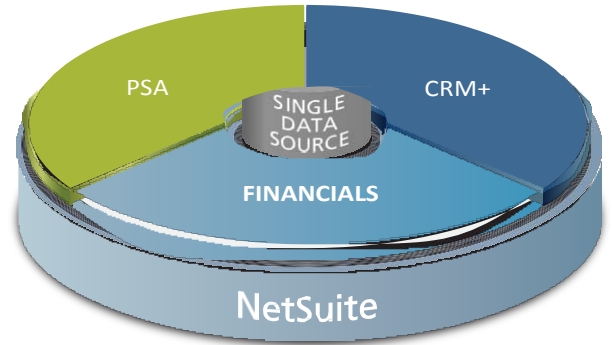 PSA
CRM+
SINGLE
DATA
SOURCE
FINANCIALS
NetSuite